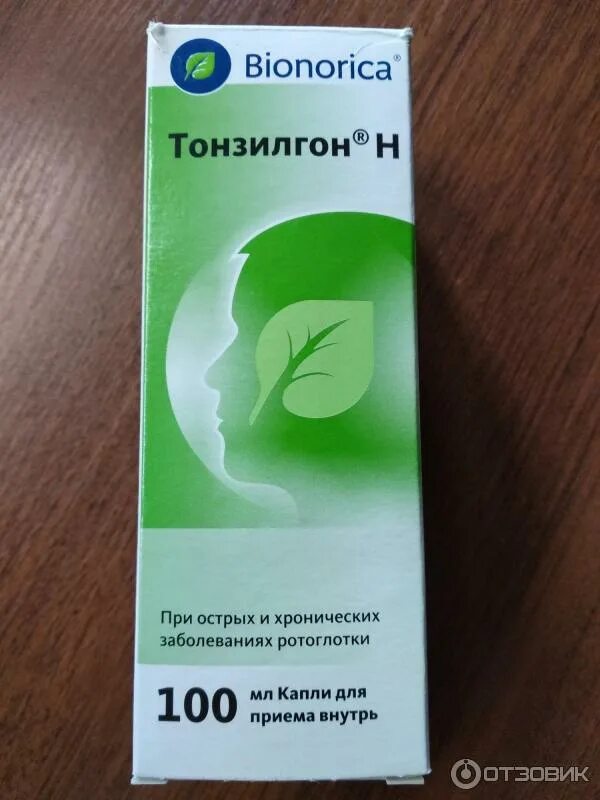 Bionorica®
Тонзилгон® Н
При острых и хронических
заболеваниях ротоглотки
100 мл Капли для
приема внутрь
ОТЗОВИК